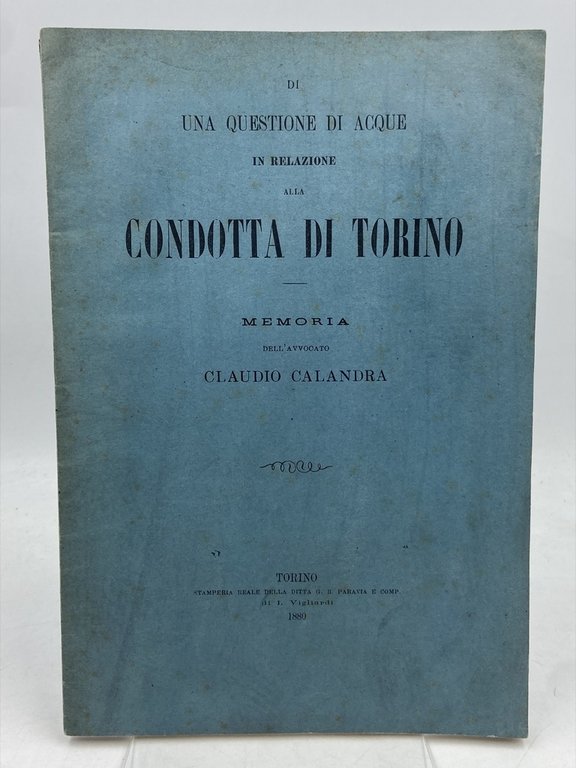 DI
UNA QUESTIONE DI ACQUE
IN RELAZIONE
ALLA
CONDOTTA DI TORINO
MEMORIA
DELL'AVVOCATO
CLAUDIO CALANDRA
TORINO
STAMPERIA REALE DELLA DITTA G. B. PARAVIA E COMP.
di I. Vigliardi
1880